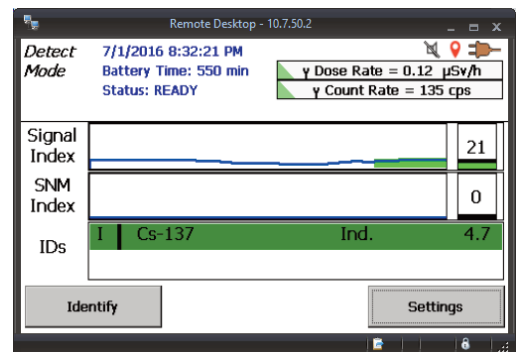 Remote Desktop - 10.7.50.2
Detect Mode
7/1/2016 8:32:21 PM
Battery Time: 550 min
Status: READY
γ Dose Rate = 0.12 µSv/h
γ Count Rate = 135 cps
Signal Index
21
SNM Index
0
IDs
I Cs-137 Ind. 4.7
Identify
Settings